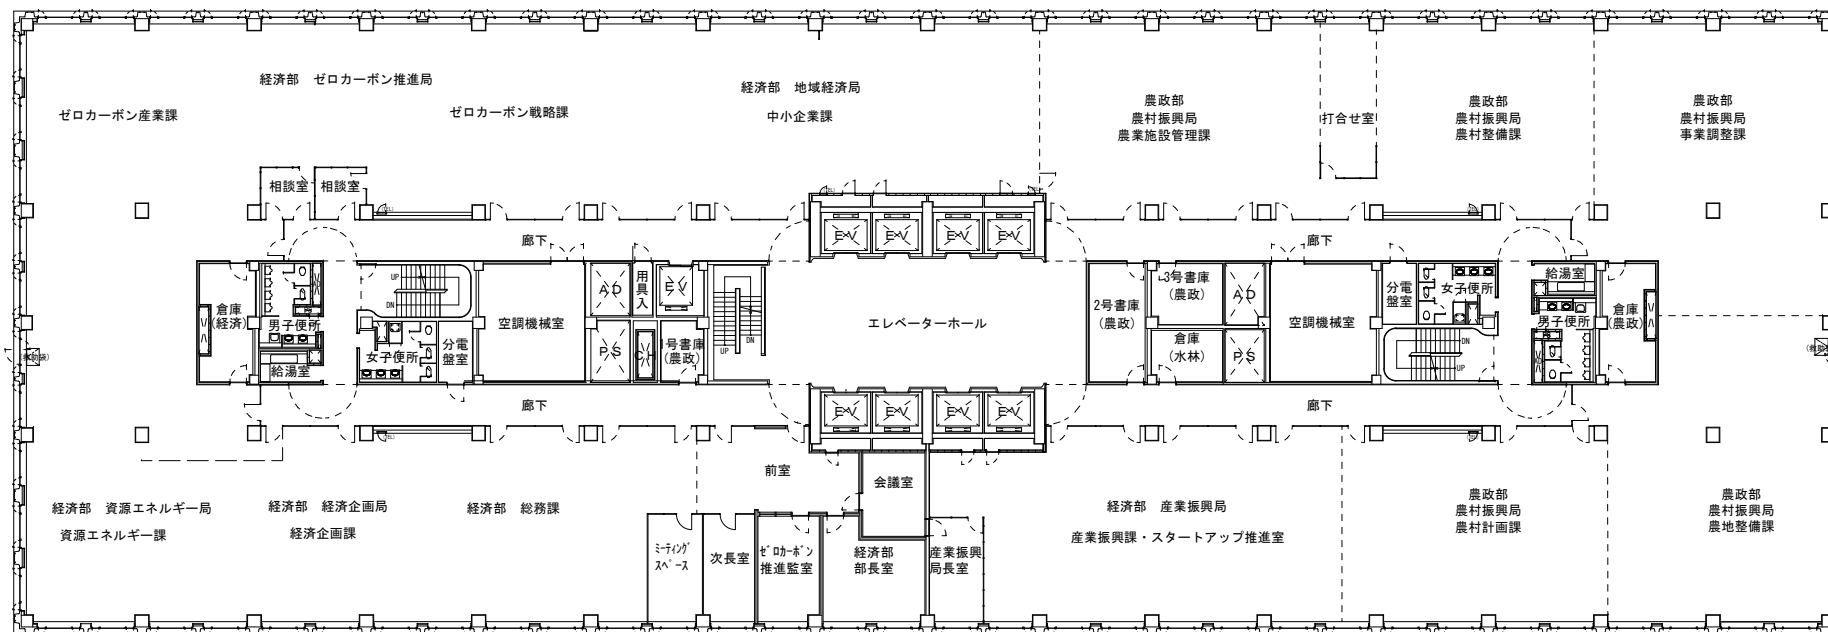 経済部　ゼロカーボン推進局
ゼロカーボン産業課
ゼロカーボン戦略課
経済部　地域経済局
中小企業課
農政部
農村振興局
農業施設管理課
打合せ室
農政部
農村振興局
農村整備課
農政部
農村振興局
事業調整課
相談室
相談室
(TEL)
EV
EV
EV
EV
廊下
廊下
倉庫
(経済)
男子便所
給湯室
UP
DN
女子便所
分電
盤室
空調機械室
AD
PS
用具入
EV
CH
1号書庫
(農政)
UP
DN
エレベーターホール
2号書庫
(農政)
3号書庫
(農政)
倉庫
(水林)
AD
PS
空調機械室
分電
盤室
女子便所
DN
UP
給湯室
男子便所
倉庫
(農政)
(救助袋)
廊下
廊下
(TEL)
EV
EV
EV
EV
前室
会議室
経済部　資源エネルギー局
資源エネルギー課
経済部　経済企画局
経済企画課
経済部　総務課
ミーティング
スペース
次長室
ゼロカーボン
推進監室
経済部
部長室
産業振興
局長室
経済部　産業振興局
産業振興課・スタートアップ推進室
農政部
農村振興局
農村計画課
農政部
農村振興局
農地整備課